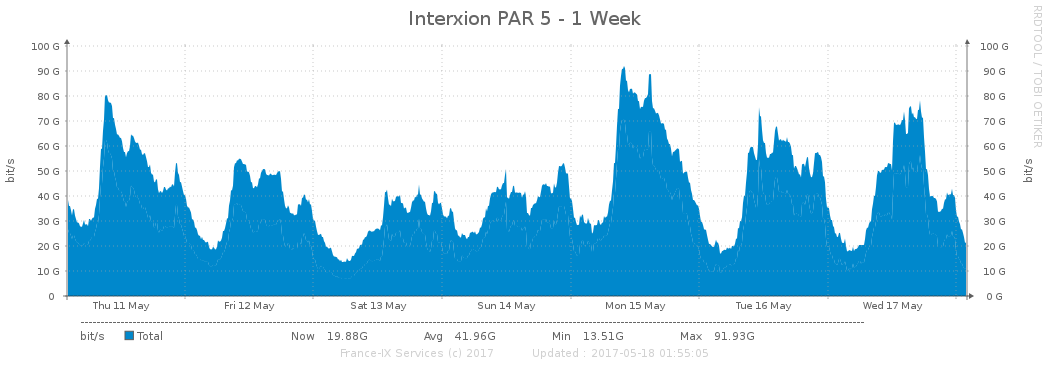 Interxion PAR 5 - 1 Week
RRDTOOL / TOBI OETIKER
bit/s
100 G 100 G
90 G 90 G
80 G 80 G
70 G 70 G
60 G 60 G
50 G 50 G
40 G 40 G
30 G 30 G
20 G 20 G
10 G 10 G
0 0 G
bit/s
Thu 11 May Fri 12 May Sat 13 May Sun 14 May Mon 15 May Tue 16 May Wed 17 May
bit/s Total Now 19.88G Avg 41.96G Min 13.51G Max 91.93G
France-IX Services (c) 2017 Updated : 2017-05-18 01:55:05